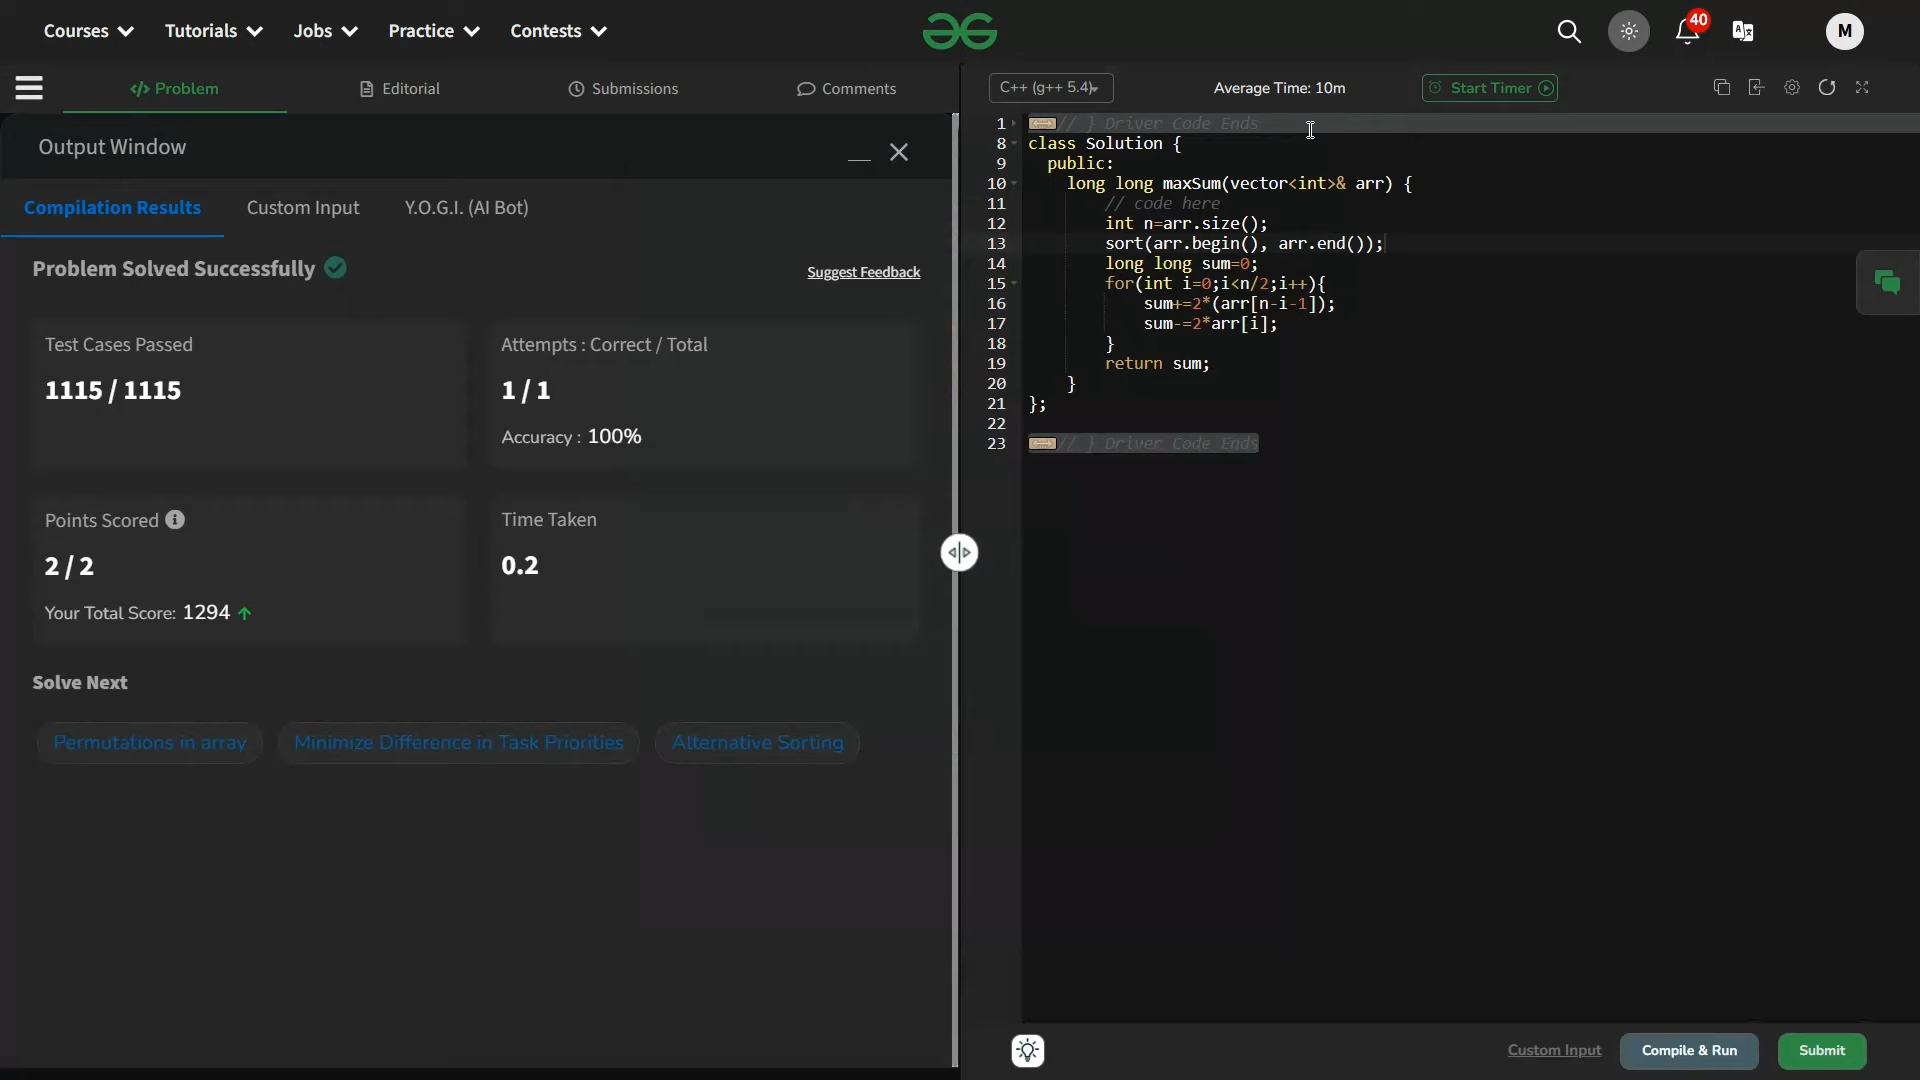 Courses Tutorials Jobs Practice Contests
40
M
Problem Editorial Submissions Comments
C++ (g++ 5.4) Average Time: 10m Start Timer
Output Window
Compilation Results Custom Input Y.O.G.I. (AI Bot)
Problem Solved Successfully
Suggest Feedback
Test Cases Passed
1115 / 1115
Attempts : Correct / Total
1 / 1
Accuracy : 100%
Points Scored
2 / 2
Your Total Score: 1294
Time Taken
0.2
Solve Next
Permutations in array Minimize Difference in Task Priorities Alternative Sorting
1 // } Driver Code Ends
8 class Solution {
9 public:
10 long long maxSum(vector<int>& arr) {
11 // code here
12 int n=arr.size();
13 sort(arr.begin(), arr.end());
14 long long sum=0;
15 for(int i=0;i<n/2;i++){
16 sum+=2*(arr[n-i-1]);
17 sum-=2*arr[i];
18 }
19 return sum;
20 }
21 };
22
23 // } Driver Code Ends
Custom Input Compile & Run Submit